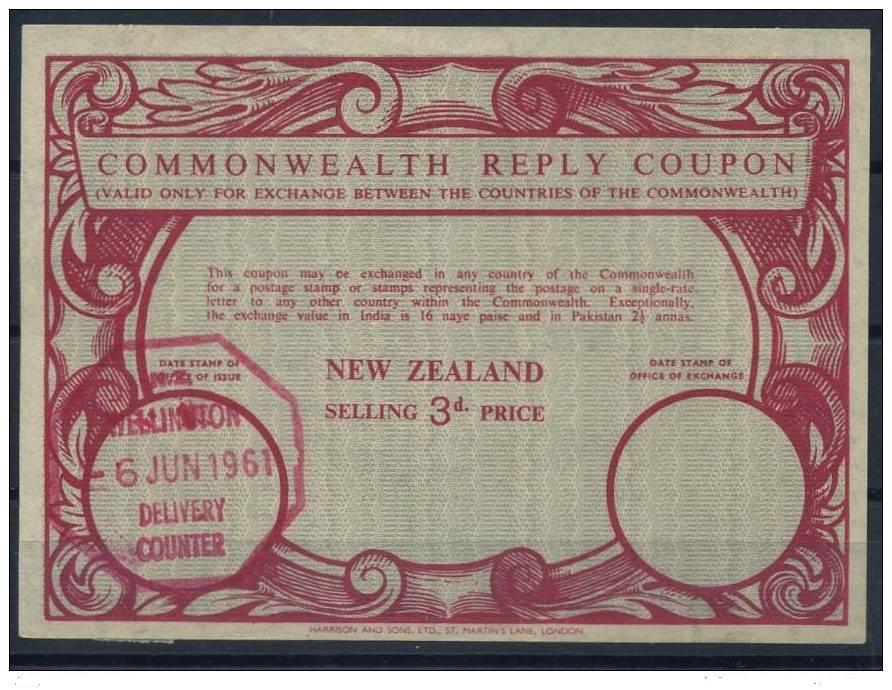 COMMONWEALTH REPLY COUPON
(VALID ONLY FOR EXCHANGE BETWEEN THE COUNTRIES OF THE COMMONWEALTH)
This coupon may be exchanged in any country of the Commonwealth
for a postage stamp or stamps representing the postage on a single-rate
letter to any other country within the Commonwealth. Exceptionally,
the exchange value in India is 16 naye paise and in Pakistan 2½ annas.
DATE STAMP OF
OF ISSUE
NEW ZEALAND
SELLING 3d. PRICE
DATE STAMP OF
OFFICE OF EXCHANGE
WELLINGTON
- 6 JUN 1961
DELIVERY
COUNTER
HARRISON AND SONS, LTD., ST. MARTIN'S LANE, LONDON